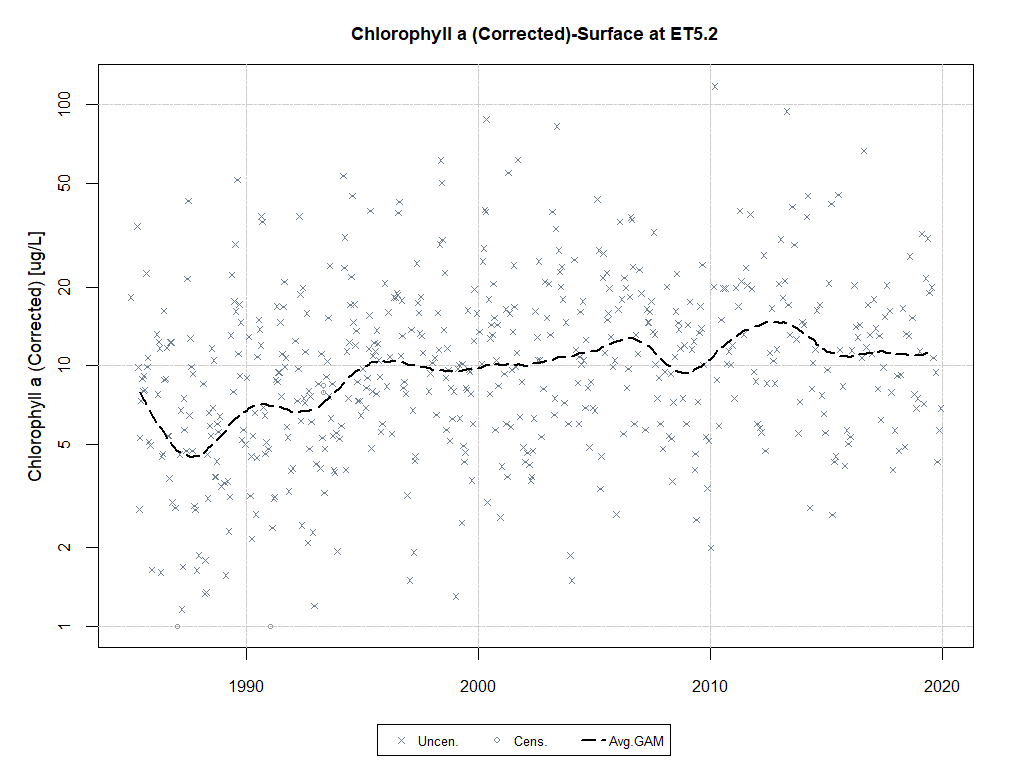 Chlorophyll a (Corrected)-Surface at ET5.2
Chlorophyll a (Corrected) [ug/L]
100
50
20
10
5
2
1
1990 2000 2010 2020
Uncen. Cens. Avg.GAM